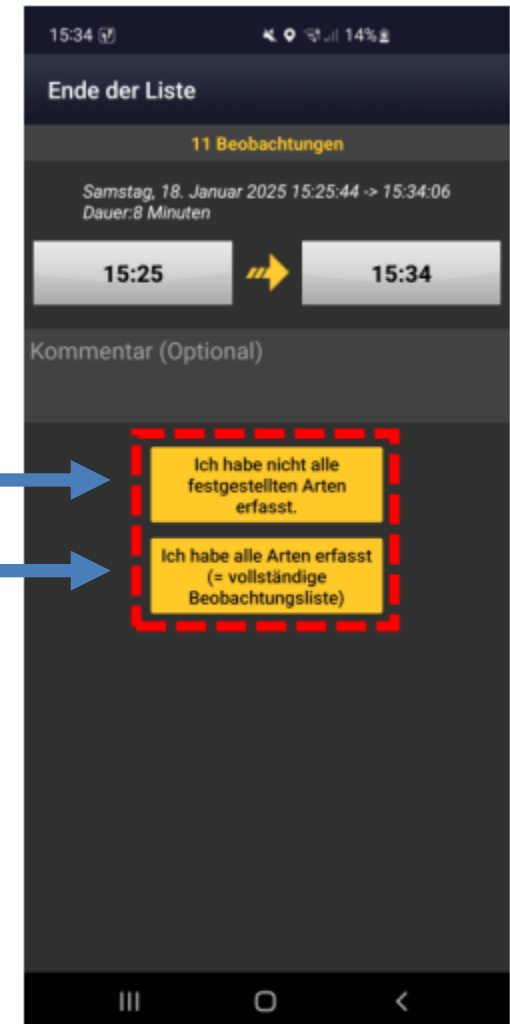 15:34
14%
Ende der Liste
11 Beobachtungen
Samstag, 18. Januar 2025 15:25:44 -> 15:34:06
Dauer:8 Minuten
15:25
15:34
Kommentar (Optional)
Ich habe nicht alle
festgestellten Arten
erfasst.
Ich habe alle Arten erfasst
(= vollständige
Beobachtungsliste)